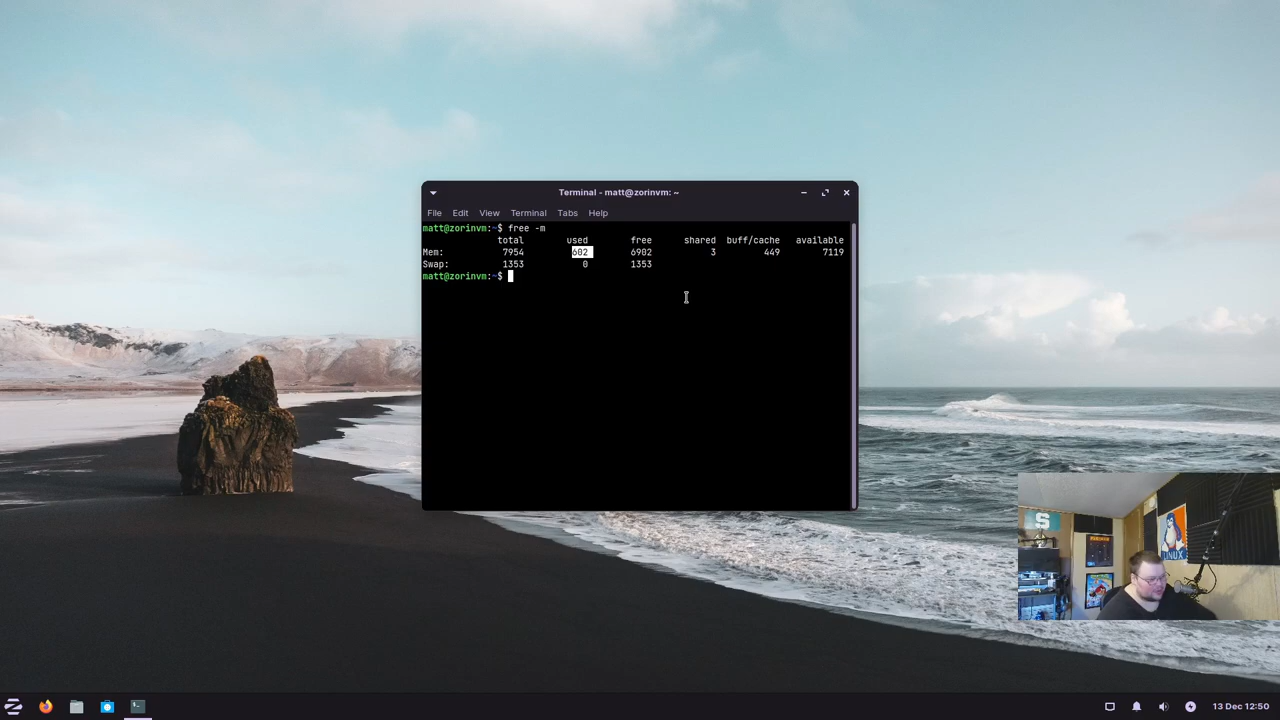 Terminal - matt@zorinvm: ~
File Edit View Terminal Tabs Help
matt@zorinvm:~$ free -m
total used free shared buff/cache available
Mem: 7954 602 6902 3 449 7119
Swap: 1353 0 1353
matt@zorinvm:~$
S
LINUX
13 Dec 12:50